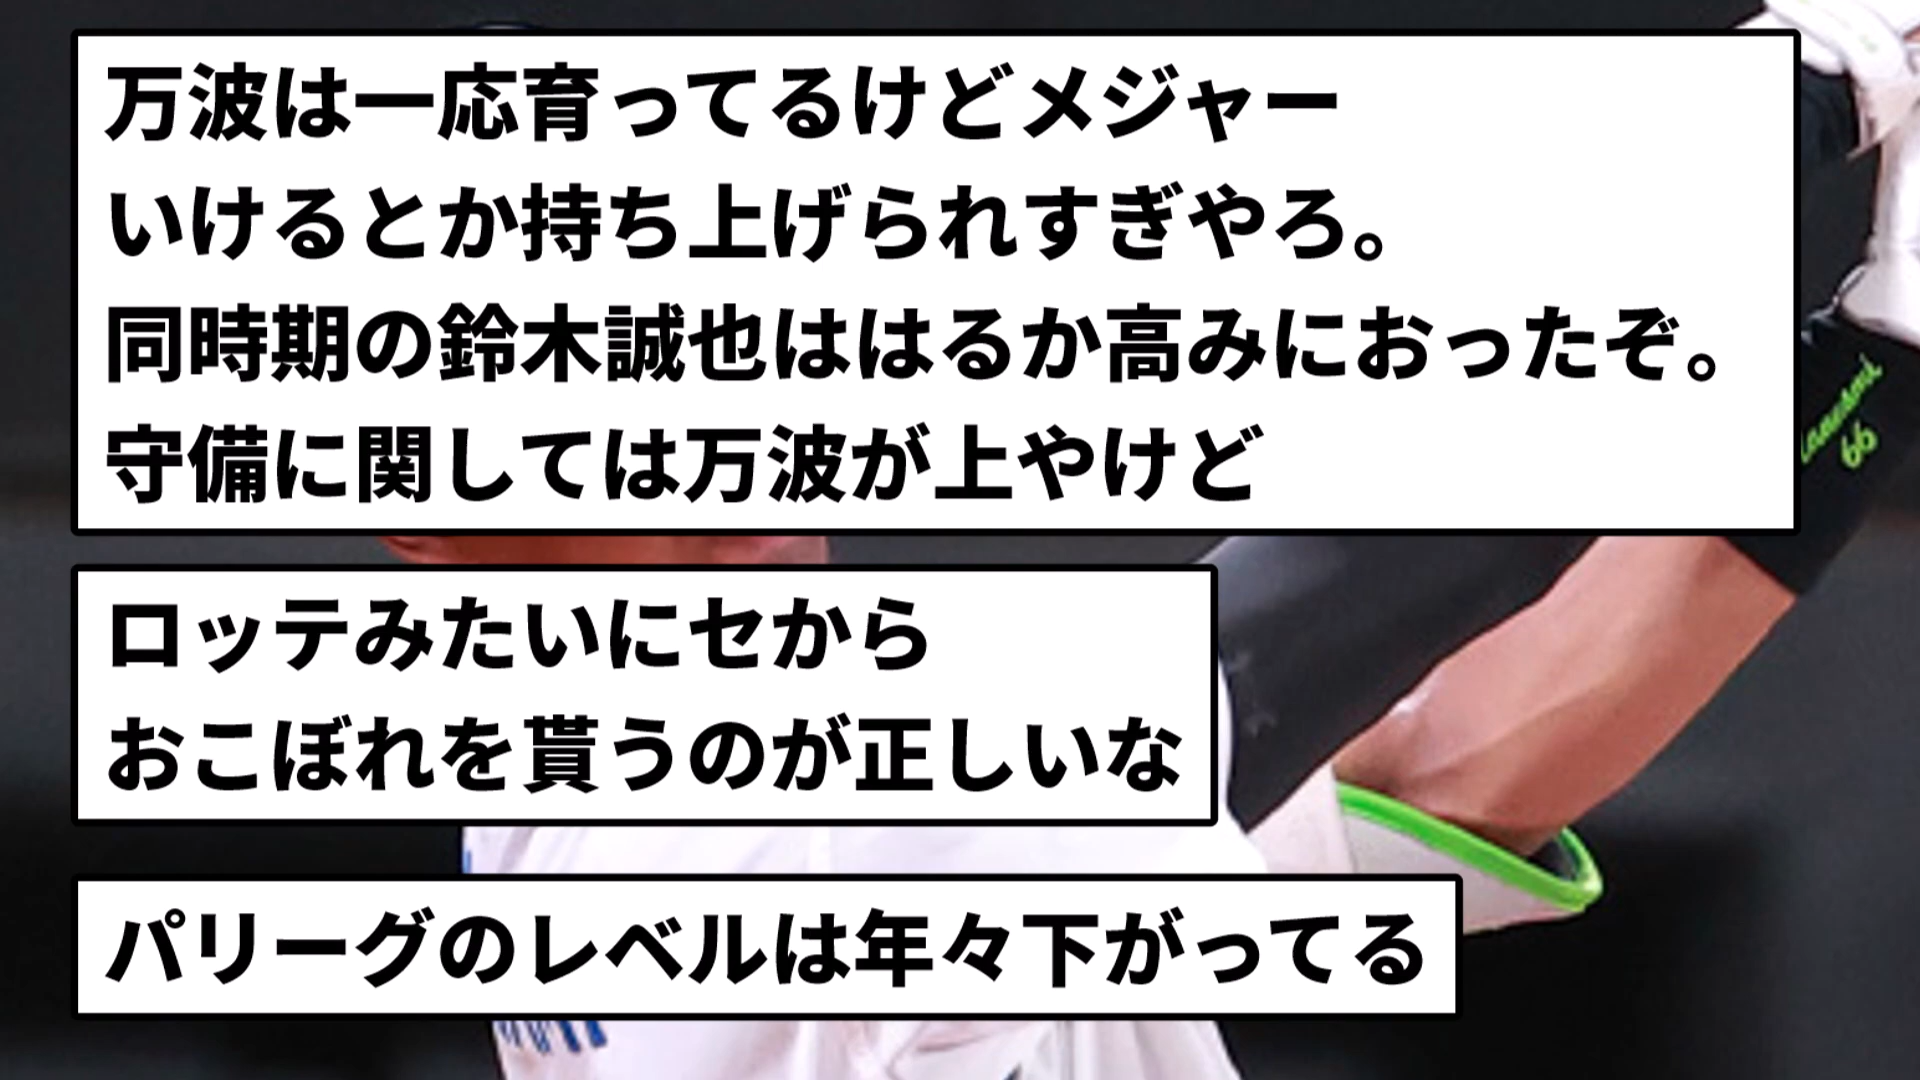 万波は一応育ってるけどメジャー
いけるとか持ち上げられすぎやろ。
同時期の鈴木誠也ははるか高みにおったぞ。
守備に関しては万波が上やけど
66
ロッテみたいにセから
おこぼれを貰うのが正しいな
パリーグのレベルは年々下がってる